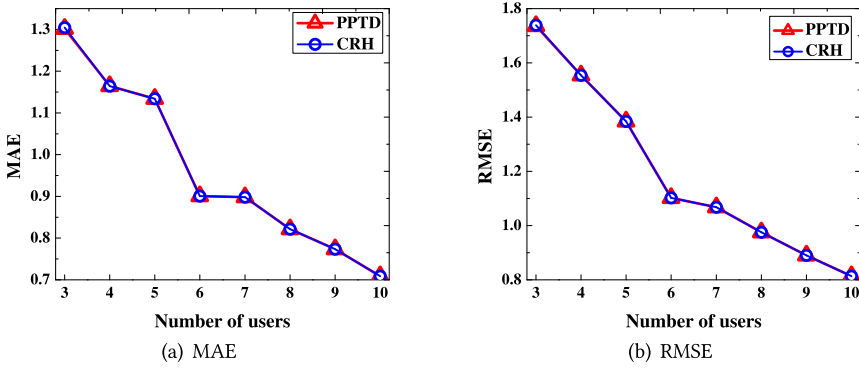 1.3
1.2
1.1
1.0
0.9
0.8
0.7
MAE
3 4 5 6 7 8 9 10
Number of users
PPTD
CRH
(a) MAE
1.8
1.6
1.4
1.2
1.0
0.8
RMSE
3 4 5 6 7 8 9 10
Number of users
PPTD
CRH
(b) RMSE